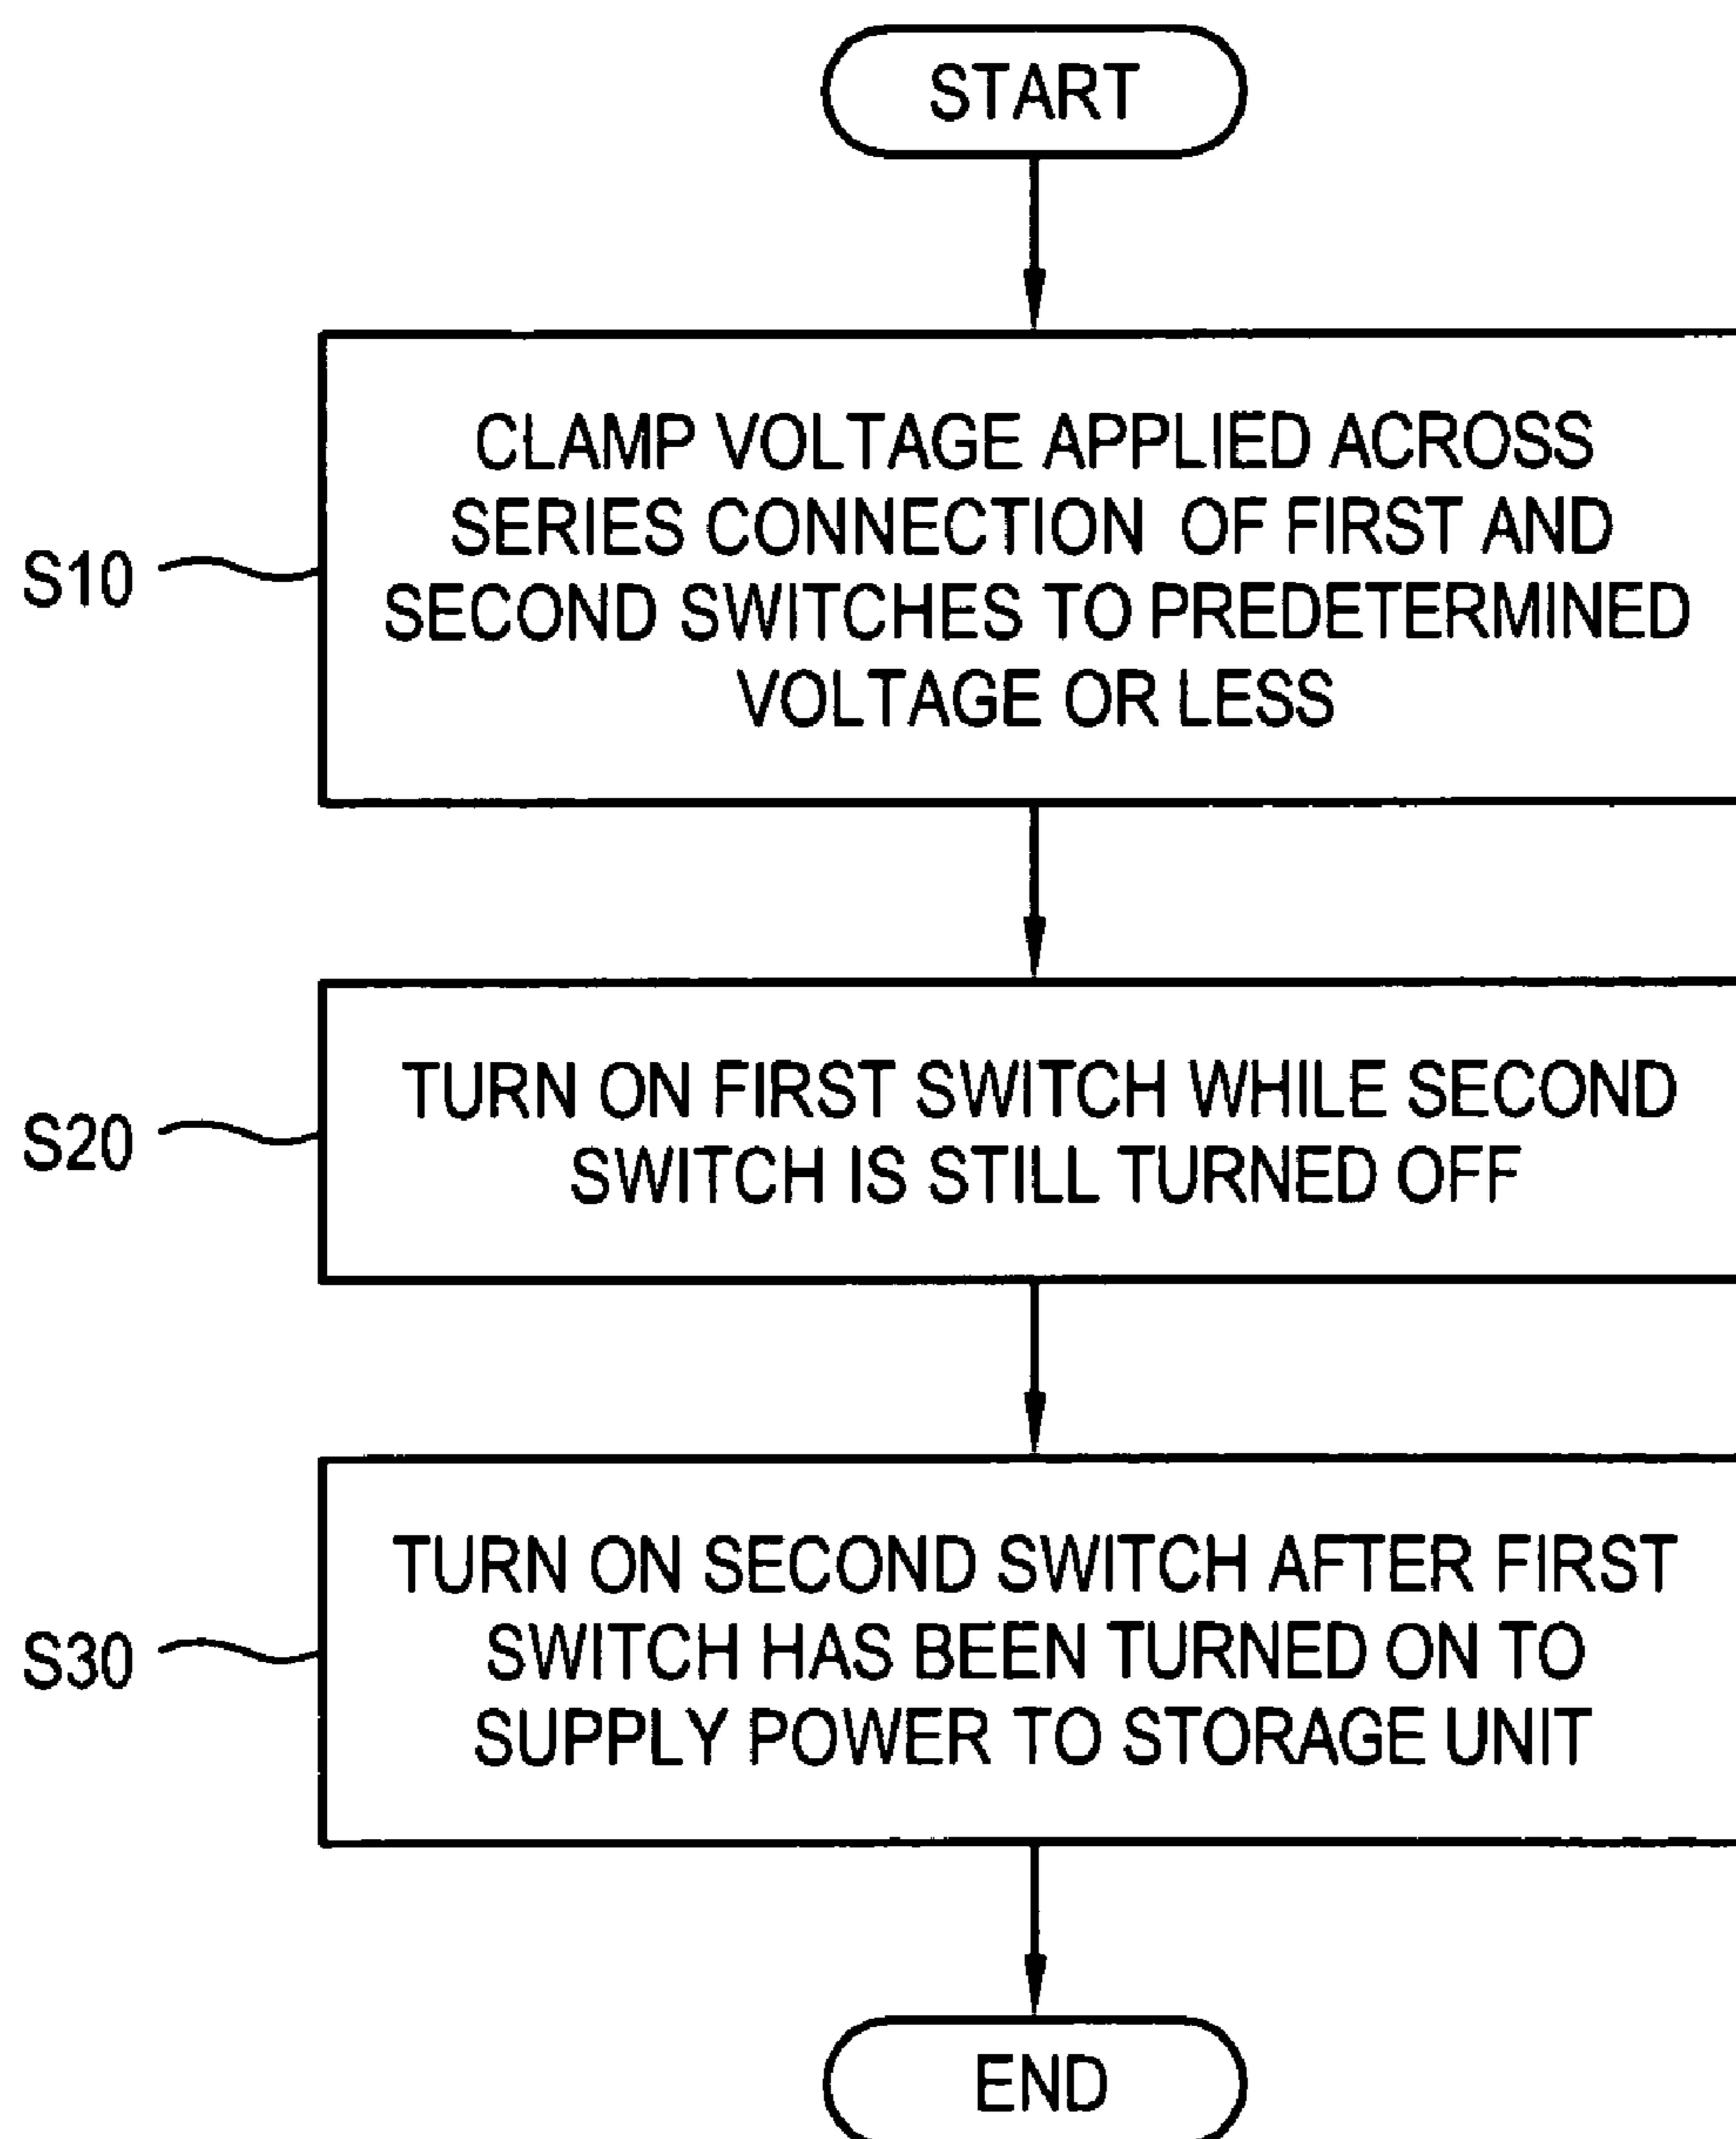 START
CLAMP VOLTAGE APPLIED ACROSS
SERIES CONNECTION OF FIRST AND
SECOND SWITCHES TO PREDETERMINED
VOLTAGE OR LESS
S10
TURN ON FIRST SWITCH WHILE SECOND
SWITCH IS STILL TURNED OFF
S20
TURN ON SECOND SWITCH AFTER FIRST
SWITCH HAS BEEN TURNED ON TO
SUPPLY POWER TO STORAGE UNIT
S30
END